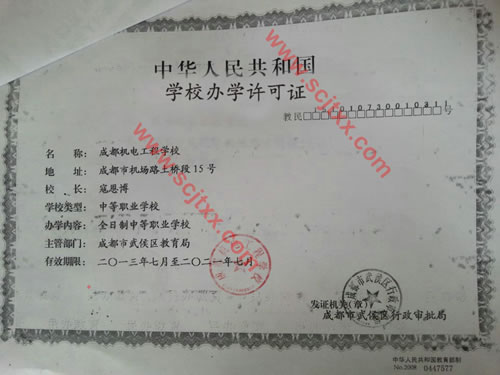 中华人民共和国
学校办学许可证
教民 1010730010311 号
名 称: 成都机电工程学校
地 址: 成都市机场路土桥段15号
校 长: 寇恩博
学校类型: 中等职业学校
办学内容: 全日制中等职业学校
主管部门: 成都市武侯区教育局
有效期限: 二〇一三年七月至二〇二一年七月
发证机关(章)
成都市武侯区行政审批局
中华人民共和国教育部制
No.2008 0447577
www.scjtxx.com
www.scjtxx.com
www.scjtxx.com